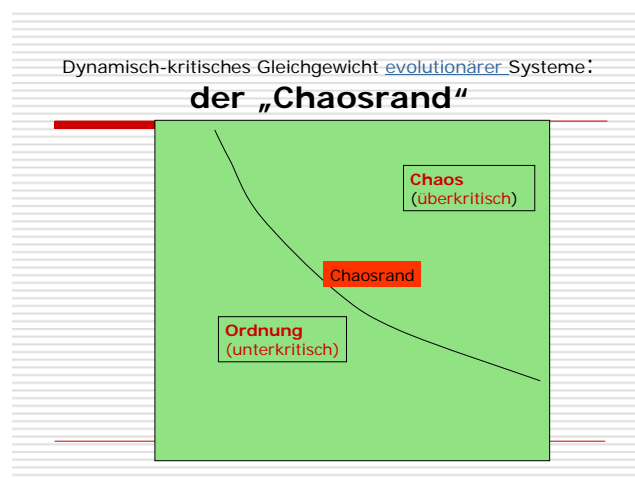 Dynamisch-kritisches Gleichgewicht evolutionärer Systeme:
der „Chaosrand“
Chaos
(überkritisch)
Chaosrand
Ordnung
(unterkritisch)